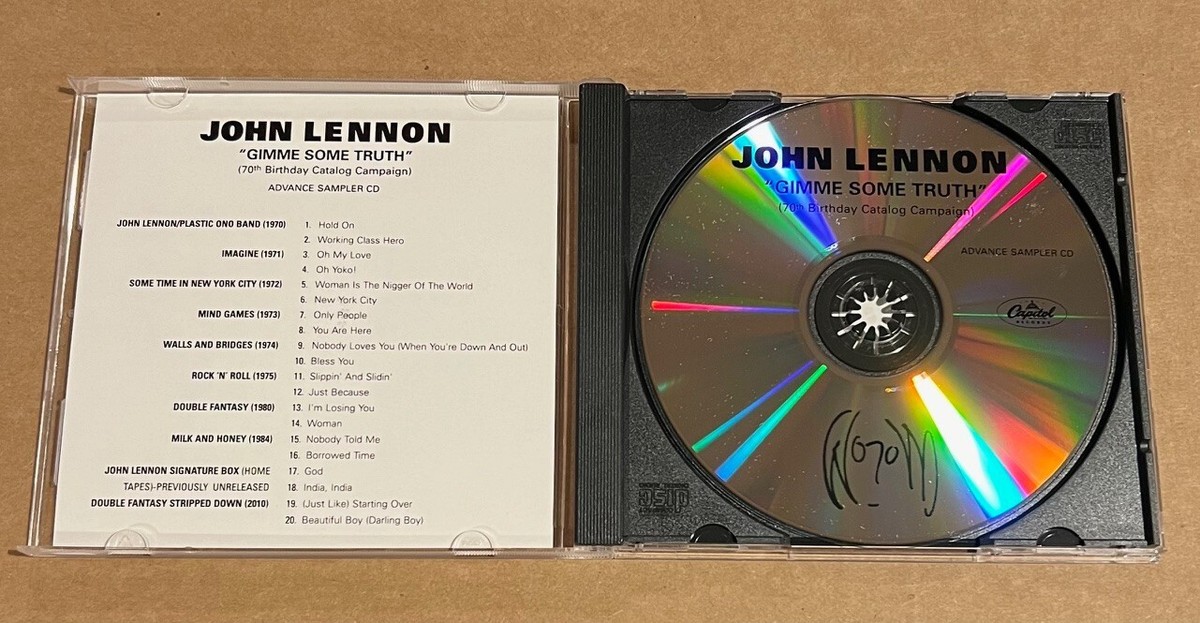 JOHN LENNON
"GIMME SOME TRUTH"
(70th Birthday Catalog Campaign)
ADVANCE SAMPLER CD
JOHN LENNON/PLASTIC ONO BAND (1970) 1. Hold On
2. Working Class Hero
IMAGINE (1971) 3. Oh My Love
4. Oh Yoko!
SOME TIME IN NEW YORK CITY (1972) 5. Woman Is The Nigger Of The World
6. New York City
MIND GAMES (1973) 7. Only People
8. You Are Here
WALLS AND BRIDGES (1974) 9. Nobody Loves You (When You're Down And Out)
10. Bless You
ROCK 'N' ROLL (1975) 11. Slippin' And Slidin'
12. Just Because
DOUBLE FANTASY (1980) 13. I'm Losing You
14. Woman
MILK AND HONEY (1984) 15. Nobody Told Me
16. Borrowed Time
JOHN LENNON SIGNATURE BOX (HOME 17. God
TAPES)-PREVIOUSLY UNRELEASED 18. India, India
DOUBLE FANTASY STRIPPED DOWN (2010) 19. (Just Like) Starting Over
20. Beautiful Boy (Darling Boy)
JOHN LENNON
"GIMME SOME TRUTH"
(70th Birthday Catalog Campaign)
ADVANCE SAMPLER CD
Capitol
RECORDS
disc